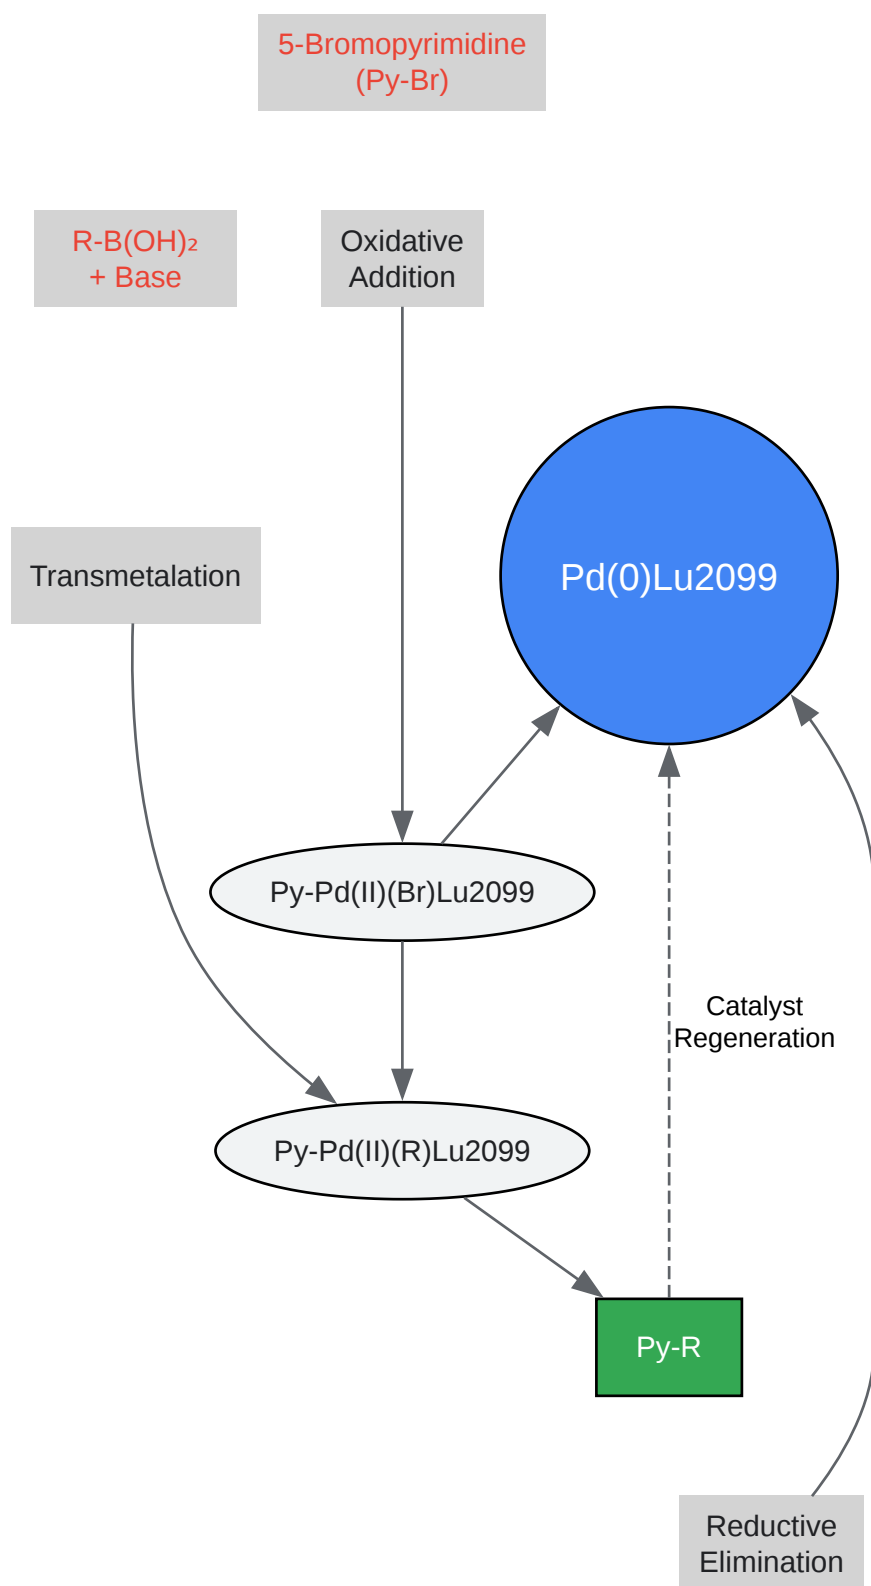 5-Bromopyrimidine
(Py-Br)
R-B(OH)₂
+ Base
Oxidative
Addition
Transmetalation
Pd(0)Lu2099
Py-Pd(II)(Br)Lu2099
Catalyst
Regeneration
Py-Pd(II)(R)Lu2099
Py-R
Reductive
Elimination